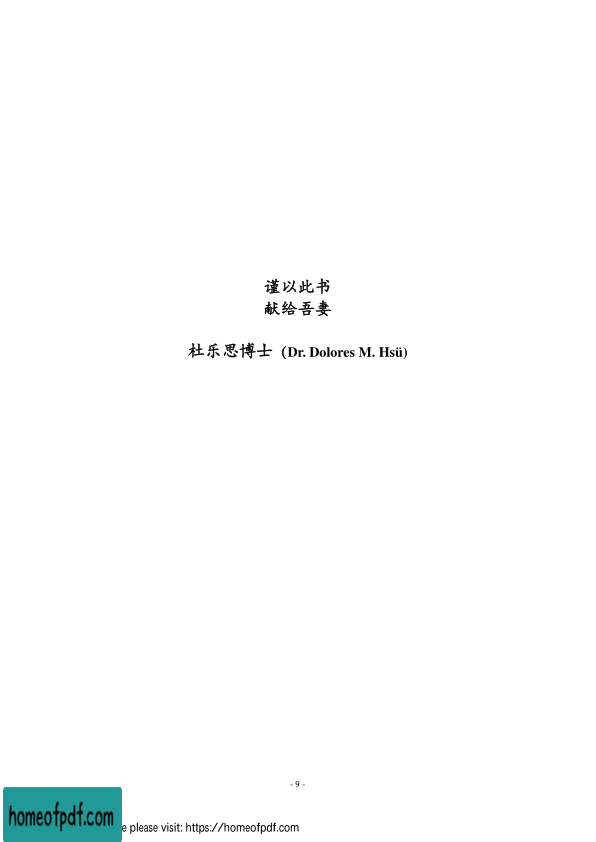 谨以此书
献给吾妻
杜乐思博士（Dr. Dolores M. Hsü)
- 9 -
homeofpdf.com
e please visit: https://homeofpdf.com